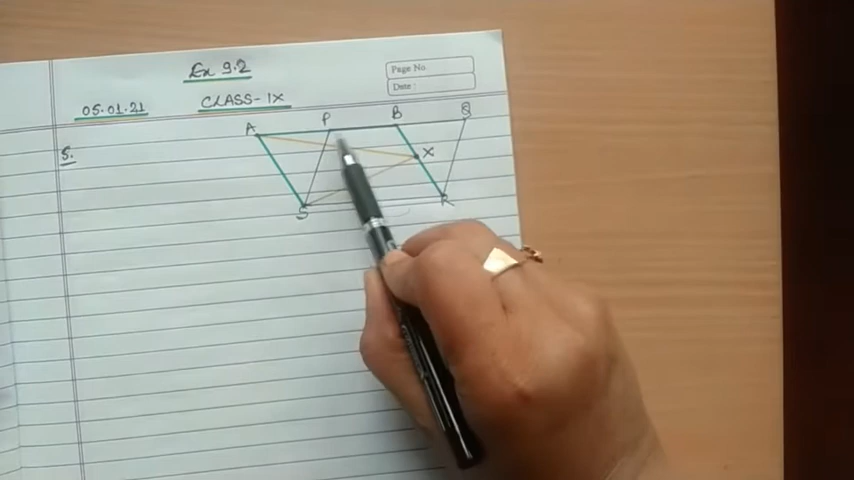 Ex 9.2
Page No.
Date :
05.01.21 CLASS-IX
A P B Q
5.
X
S R